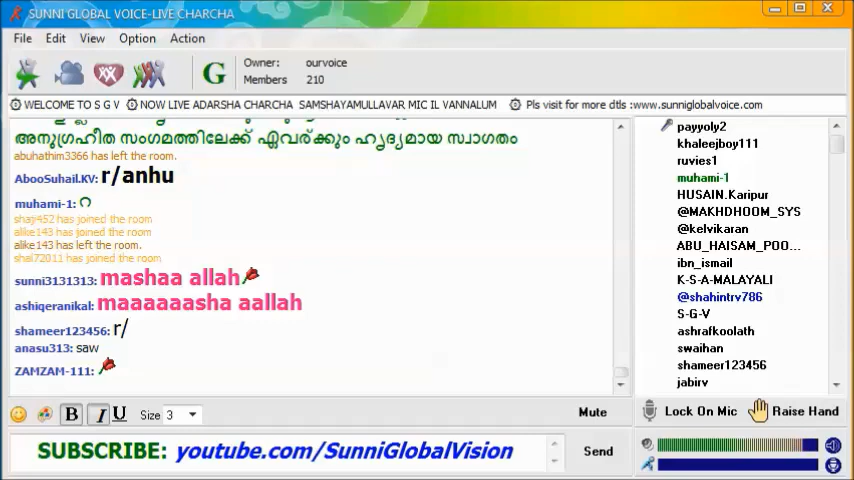 SUNNI GLOBAL VOICE-LIVE CHARCHA
File Edit View Option Action
Owner: ourvoice
Members 210
WELCOME TO S G V NOW LIVE ADARSHA CHARCHA SAMSHAYAMULLAVAR MIC IL VANNALUM Pls visit for more dtls :www.sunniglobalvoice.com
അനുഗ്രഹീത സംഗമത്തിലേക്ക് ഏവര്ക്കും ഹൃദ്യമായ സ്വാഗതം
abuhathim3366 has left the room.
AbooSuhail.KV: r/anhu
muhami-1: റ
shaji452 has joined the room
alike143 has joined the room
alike143 has left the room.
shal72011 has joined the room
sunni3131313: mashaa allah
ashiqeranikal: maaaaaasha aallah
shameer123456: r/
anasu313: saw
ZAMZAM-111:
payyoly2
khaleejboy111
ruvies1
muhami-1
HUSAIN.Karipur
@MAKHDHOOM_SYS
@kelvikaran
ABU_HAISAM_POO...
ibn_ismail
K-S-A-MALAYALI
@shahintrv786
S-G-V
ashrafkoolath
swaihan
shameer123456
jabirv
B I U Size 3 Mute
Lock On Mic Raise Hand
SUBSCRIBE: youtube.com/SunniGlobalVision
Send